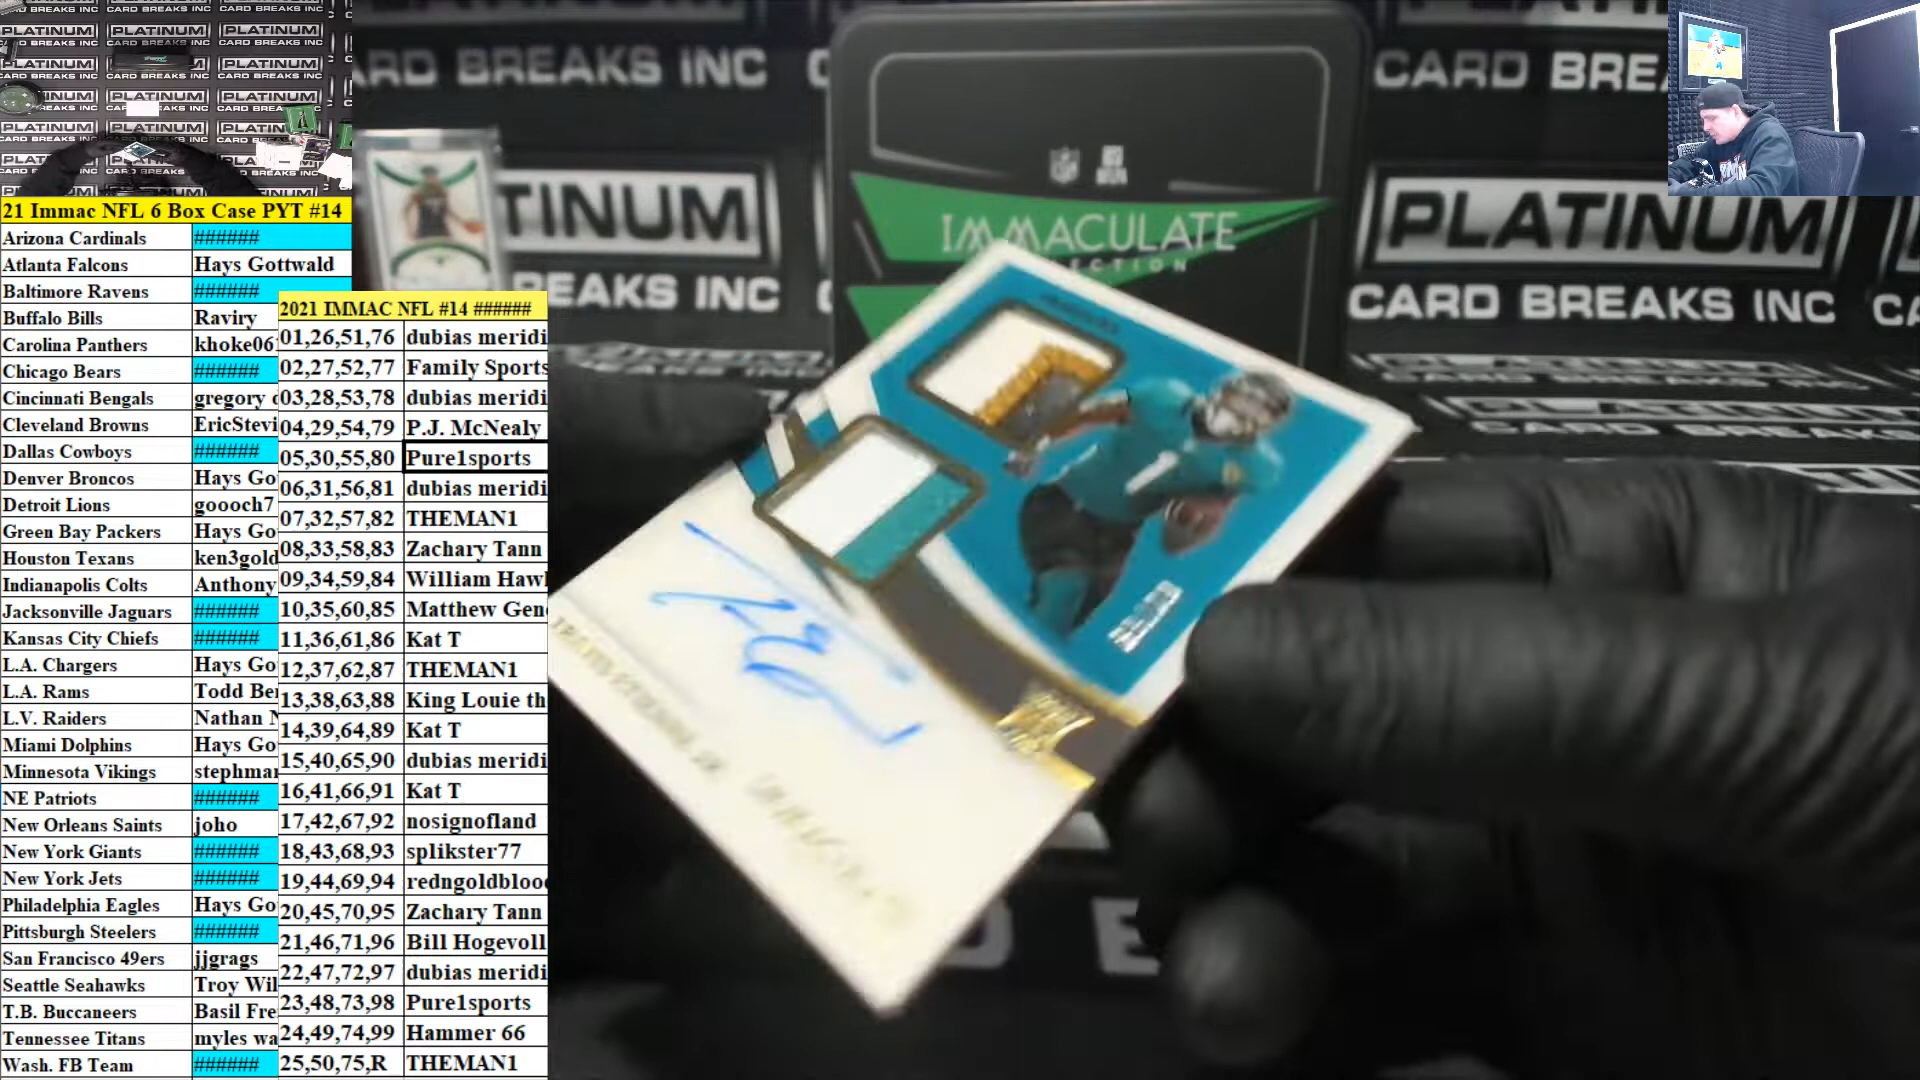 21 Immac NFL 6 Box Case PYT #14
Arizona Cardinals ######
Atlanta Falcons Hays Gottwald
Baltimore Ravens ######
Buffalo Bills Raviry
Carolina Panthers khoke06
Chicago Bears ######
Cincinnati Bengals gregory
Cleveland Browns EricStevi
Dallas Cowboys ######
Denver Broncos Hays Go
Detroit Lions goooch7
Green Bay Packers Hays Go
Houston Texans ken3gold
Indianapolis Colts Anthony
Jacksonville Jaguars ######
Kansas City Chiefs ######
L.A. Chargers Hays Go
L.A. Rams Todd Be
L.V. Raiders Nathan
Miami Dolphins Hays Go
Minnesota Vikings stephma
NE Patriots ######
New Orleans Saints joho
New York Giants ######
New York Jets ######
Philadelphia Eagles Hays Go
Pittsburgh Steelers ######
San Francisco 49ers jjgrags
Seattle Seahawks Troy Wil
T.B. Buccaneers Basil Fre
Tennessee Titans myles wa
Wash. FB Team ######
2021 IMMAC NFL #14 ######
01,26,51,76 dubias meridi
02,27,52,77 Family Sports
03,28,53,78 dubias meridi
04,29,54,79 P.J. McNealy
05,30,55,80 Pure1sports
06,31,56,81 dubias meridi
07,32,57,82 THEMAN1
08,33,58,83 Zachary Tann
09,34,59,84 William Hawl
10,35,60,85 Matthew Gen
11,36,61,86 Kat T
12,37,62,87 THEMAN1
13,38,63,88 King Louie th
14,39,64,89 Kat T
15,40,65,90 dubias meridi
16,41,66,91 Kat T
17,42,67,92 nosignofland
18,43,68,93 splikster77
19,44,69,94 redngoldbloo
20,45,70,95 Zachary Tann
21,46,71,96 Bill Hogevoll
22,47,72,97 dubias meridi
23,48,73,98 Pure1sports
24,49,74,99 Hammer 66
25,50,75,R THEMAN1
PLATINUM
CARD BREAKS INC
IMMACULATE
PLATINUM
CARD BREAKS INC